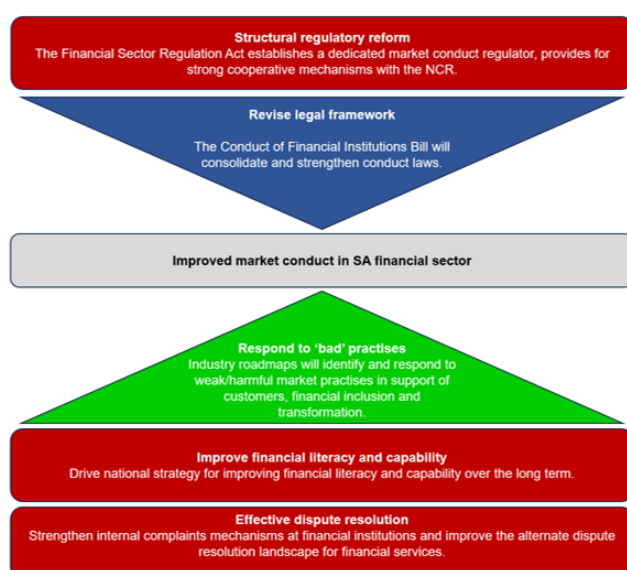 Structural regulatory reform
The Financial Sector Regulation Act establishes a dedicated market conduct regulator, provides for
strong cooperative mechanisms with the NCR.
Revise legal framework
The Conduct of Financial Institutions Bill will
consolidate and strengthen conduct laws.
Improved market conduct in SA financial sector
Respond to ‘bad’ practises
Industry roadmaps will identify and respond to
weak/harmful market practises in support of
customers, financial inclusion and
transformation.
Improve financial literacy and capability
Drive national strategy for improving financial literacy and capability over the long term.
Effective dispute resolution
Strengthen internal complaints mechanisms at financial institutions and improve the alternate dispute
resolution landscape for financial services.